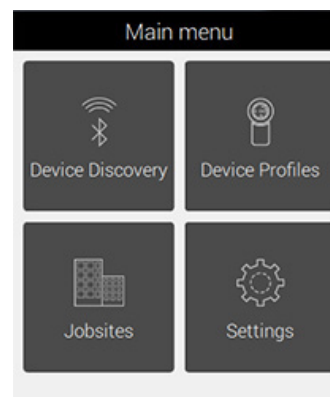 Main menu
Device Discovery
Device Profiles
Jobsites
Settings